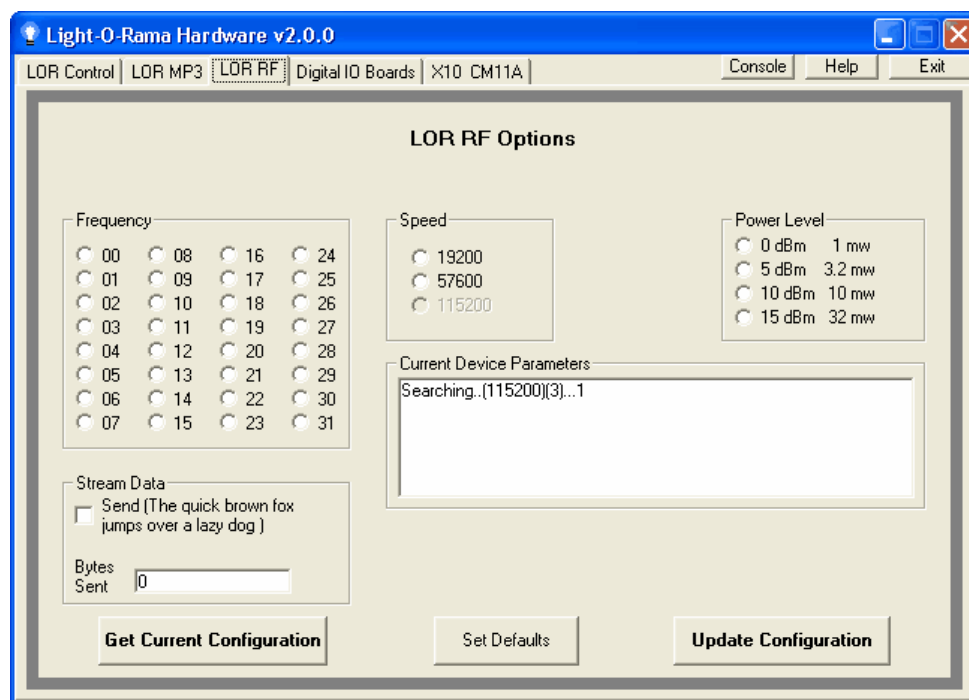 Light-O-Rama Hardware v2.0.0
LOR Control LOR MP3 LOR RF Digital IO Boards X10 CM11A Console Help Exit
LOR RF Options
Frequency
00 08 16 24
01 09 17 25
02 10 18 26
03 11 19 27
04 12 20 28
05 13 21 29
06 14 22 30
07 15 23 31
Speed
19200
57600
115200
Power Level
0 dBm 1 mw
5 dBm 3.2 mw
10 dBm 10 mw
15 dBm 32 mw
Current Device Parameters
Searching..(115200)(3)...1
Stream Data
Send (The quick brown fox
jumps over a lazy dog )
Bytes
Sent
0
Get Current Configuration Set Defaults Update Configuration